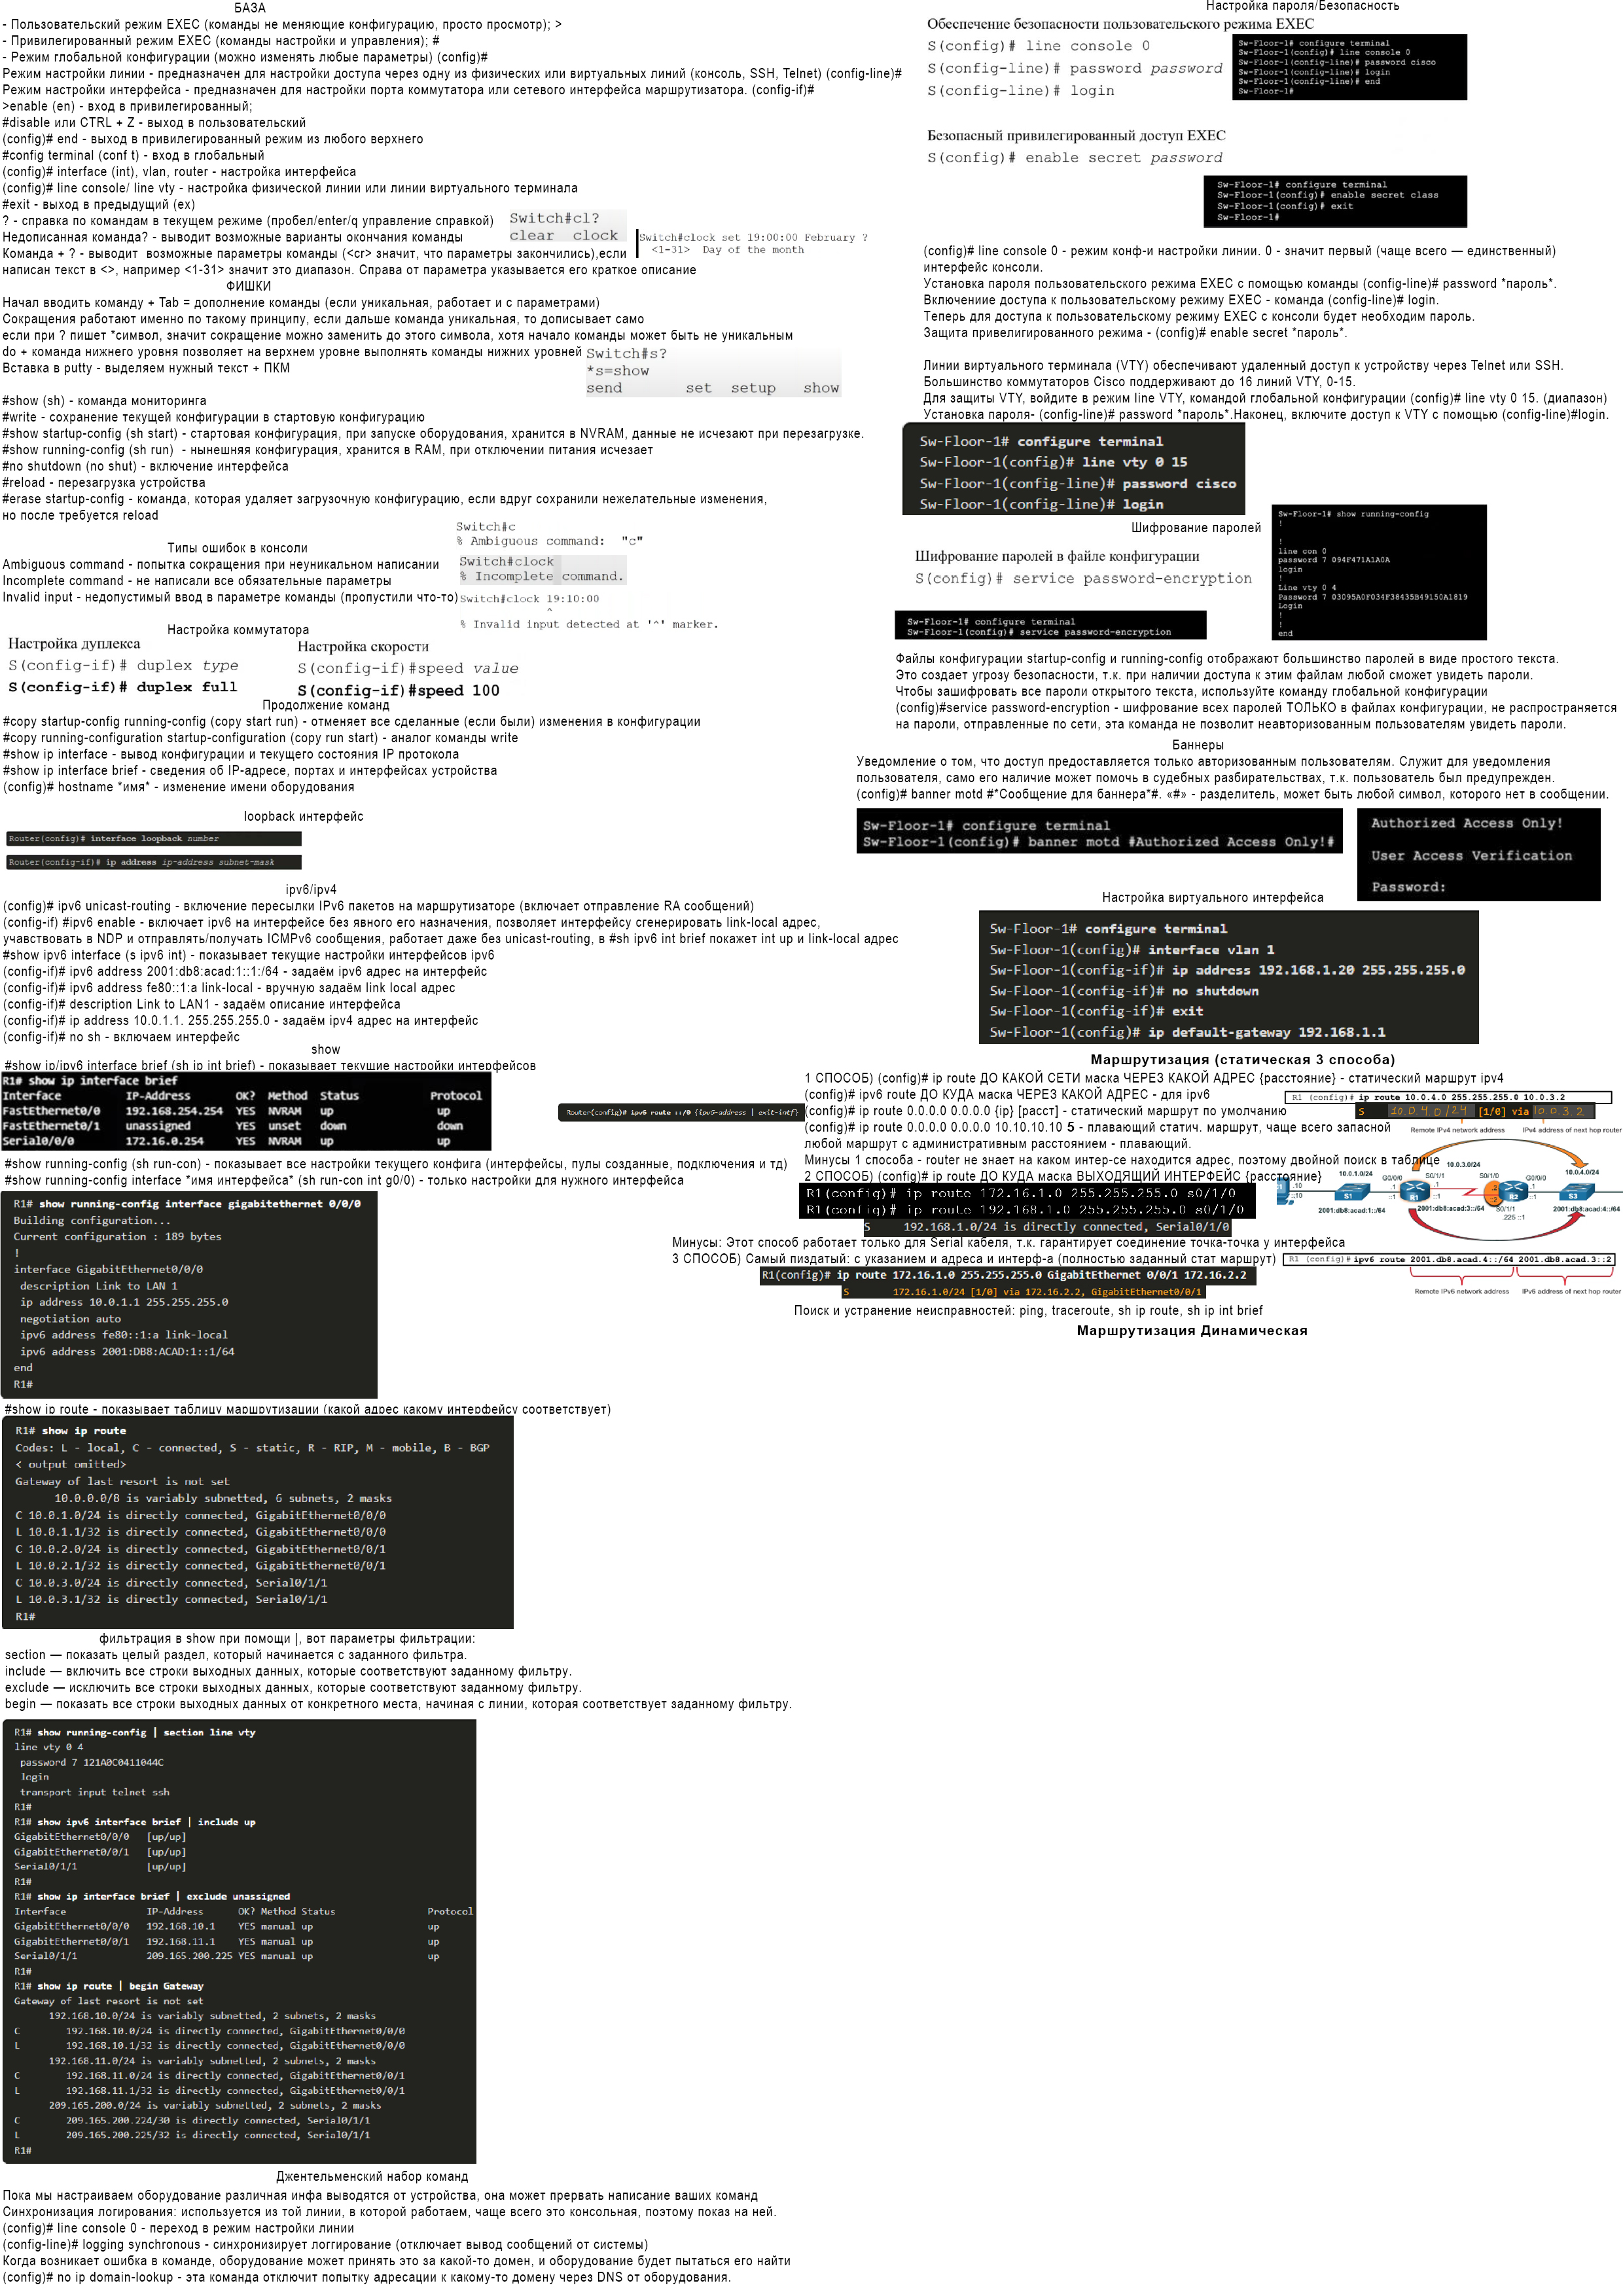 БАЗА
- Пользовательский режим EXEC (команды не меняющие конфигурацию, просто просмотр); >
- Привилегированный режим EXEC (команды настройки и управления); #
- Режим глобальной конфигурации (можно изменять любые параметры) (config)#
Режим настройки линии - предназначен для настройки доступа через одну из физических или виртуальных линий (консоль, SSH, Telnet) (config-line)#
Режим настройки интерфейса - предназначен для настройки порта коммутатора или сетевого интерфейса маршрутизатора. (config-if)#
>enable (en) - вход в привилегированный;
#disable или CTRL + Z - выход в пользовательский
(config)# end - выход в привилегированный режим из любого верхнего
#config terminal (conf t) - вход в глобальный
(config)# interface (int), vlan, router - настройка интерфейса
(config)# line console/ line vty - настройка физической линии или линии виртуального терминала
#exit - выход в предыдущий (ex)
? - справка по командам в текущем режиме (пробел/enter/q управление справкой)
Switch#cl?
clear clock
Недописанная команда? - выводит возможные варианты окончания команды
Switch#clock set 19:00:00 February ?
<1-31> Day of the month
Команда + ? - выводит возможные параметры команды (<cr> значит, что параметры закончились),если
написан текст в <>, например <1-31> значит это диапазон. Справа от параметра указывается его краткое описание
ФИШКИ
Начал вводить команду + Tab = дополнение команды (если уникальная, работает и с параметрами)
Сокращения работают именно по такому принципу, если дальше команда уникальная, то дописывает само
если при ? пишет *символ, значит сокращение можно заменить до этого символа, хотя начало команды может быть не уникальным
do + команда нижнего уровня позволяет на верхнем уровне выполнять команды нижних уровней
Вставка в putty - выделяем нужный текст + ПКМ
Switch#s?
*s=show
send set setup show
#show (sh) - команда мониторинга
#write - сохранение текущей конфигурации в стартовую конфигурацию
#show startup-config (sh start) - стартовая конфигурация, при запуске оборудования, хранится в NVRAM, данные не исчезают при перезагрузке.
#show running-config (sh run) - нынешняя конфигурация, хранится в RAM, при отключении питания исчезает
#no shutdown (no shut) - включение интерфейса
#reload - перезагрузка устройства
#erase startup-config - команда, которая удаляет загрузочную конфигурацию, если вдруг сохранили нежелательные изменения,
но после требуется reload
Типы ошибок в консоли
Ambiguous command - попытка сокращения при неуникальном написании
Incomplete command - не написали все обязательные параметры
Invalid input - недопустимый ввод в параметре команды (пропустили что-то)
Switch#c
% Ambiguous command: "c"
Switch#clock
% Incomplete command.
Switch#clock 19:10:00
^
% Invalid input detected at '^' marker.
Настройка коммутатора
Настройка дуплекса
S(config-if)# duplex type
S(config-if)# duplex full
Настройка скорости
S(config-if)#speed value
S(config-if)#speed 100
Продолжение команд
#copy startup-config running-config (copy start run) - отменяет все сделанные (если были) изменения в конфигурации
#copy running-configuration startup-configuration (copy run start) - аналог команды write
#show ip interface - вывод конфигурации и текущего состояния IP протокола
#show ip interface brief - сведения об IP-адресе, портах и интерфейсах устройства
(config)# hostname *имя* - изменение имени оборудования
loopback интерфейс
Router(config)# interface loopback number
Router(config-if)# ip address ip-address subnet-mask
ipv6/ipv4
(config)# ipv6 unicast-routing - включение пересылки IPv6 пакетов на маршрутизаторе (включает отправление RA сообщений)
(config-if) #ipv6 enable - включает ipv6 на интерфейсе без явного его назначения, позволяет интерфейсу сгенерировать link-local адрес,
учавствовать в NDP и отправлять/получать ICMPv6 сообщения, работает даже без unicast-routing, в #sh ipv6 int brief покажет int up и link-local адрес
#show ipv6 interface (s ipv6 int) - показывает текущие настройки интерфейсов ipv6
(config-if)# ipv6 address 2001:db8:acad:1::1:/64 - задаём ipv6 адрес на интерфейс
(config-if)# ipv6 address fe80::1:a link-local - вручную задаём link local адрес
(config-if)# description Link to LAN1 - задаём описание интерфейса
(config-if)# ip address 10.0.1.1. 255.255.255.0 - задаём ipv4 адрес на интерфейс
(config-if)# no sh - включаем интерфейс
show
#show ip/ipv6 interface brief (sh ip int brief) - показывает текущие настройки интерфейсов
R1# show ip interface brief
Interface IP-Address OK? Method Status Protocol
FastEthernet0/0 192.168.254.254 YES NVRAM up up
FastEthernet0/1 unassigned YES unset down down
Serial0/0/0 172.16.0.254 YES NVRAM up up
Router(config)# ipv6 route ::/0 {ipv6-address | exit-intf}
#show running-config (sh run-con) - показывает все настройки текущего конфига (интерфейсы, пулы созданные, подключения и тд)
#show running-config interface *имя интерфейса* (sh run-con int g0/0) - только настройки для нужного интерфейса
R1# show running-config interface gigabitethernet 0/0/0
Building configuration...
Current configuration : 189 bytes
!
interface GigabitEthernet0/0/0
description Link to LAN 1
ip address 10.0.1.1 255.255.255.0
negotiation auto
ipv6 address fe80::1:a link-local
ipv6 address 2001:DB8:ACAD:1::1/64
end
R1#
#show ip route - показывает таблицу маршрутизации (какой адрес какому интерфейсу соответствует)
R1# show ip route
Codes: L - local, C - connected, S - static, R - RIP, M - mobile, B - BGP
< output omitted>
Gateway of last resort is not set
10.0.0.0/8 is variably subnetted, 6 subnets, 2 masks
C 10.0.1.0/24 is directly connected, GigabitEthernet0/0/0
L 10.0.1.1/32 is directly connected, GigabitEthernet0/0/0
C 10.0.2.0/24 is directly connected, GigabitEthernet0/0/1
L 10.0.2.1/32 is directly connected, GigabitEthernet0/0/1
C 10.0.3.0/24 is directly connected, Serial0/1/1
L 10.0.3.1/32 is directly connected, Serial0/1/1
R1#
фильтрация в show при помощи |, вот параметры фильтрации:
section — показать целый раздел, который начинается с заданного фильтра.
include — включить все строки выходных данных, которые соответствуют заданному фильтру.
exclude — исключить все строки выходных данных, которые соответствуют заданному фильтру.
begin — показать все строки выходных данных от конкретного места, начиная с линии, которая соответствует заданному фильтру.
R1# show running-config | section line vty
line vty 0 4
password 7 121A0C0411044C
login
transport input telnet ssh
R1#
R1# show ipv6 interface brief | include up
GigabitEthernet0/0/0 [up/up]
GigabitEthernet0/0/1 [up/up]
Serial0/1/1 [up/up]
R1#
R1# show ip interface brief | exclude unassigned
Interface IP-Address OK? Method Status Protocol
GigabitEthernet0/0/0 192.168.10.1 YES manual up up
GigabitEthernet0/0/1 192.168.11.1 YES manual up up
Serial0/1/1 209.165.200.225 YES manual up up
R1#
R1# show ip route | begin Gateway
Gateway of last resort is not set
192.168.10.0/24 is variably subnetted, 2 subnets, 2 masks
C 192.168.10.0/24 is directly connected, GigabitEthernet0/0/0
L 192.168.10.1/32 is directly connected, GigabitEthernet0/0/0
192.168.11.0/24 is variably subnetted, 2 subnets, 2 masks
C 192.168.11.0/24 is directly connected, GigabitEthernet0/0/1
L 192.168.11.1/32 is directly connected, GigabitEthernet0/0/1
209.165.200.0/24 is variably subnetted, 2 subnets, 2 masks
C 209.165.200.224/30 is directly connected, Serial0/1/1
L 209.165.200.225/32 is directly connected, Serial0/1/1
R1#
Джентельменский набор команд
Пока мы настраиваем оборудование различная инфа выводятся от устройства, она может прервать написание ваших команд
Синхронизация логирования: используется из той линии, в которой работаем, чаще всего это консольная, поэтому показ на ней.
(config)# line console 0 - переход в режим настройки линии
(config-line)# logging synchronous - синхронизирует логгирование (отключает вывод сообщений от системы)
Когда возникает ошибка в команде, оборудование может принять это за какой-то домен, и оборудование будет пытаться его найти
(config)# no ip domain-lookup - эта команда отключит попытку адресации к какому-то домену через DNS от оборудования.
Настройка пароля/Безопасность
Обеспечение безопасности пользовательского режима EXEC
S(config)# line console 0
S(config-line)# password password
S(config-line)# login
Sw-Floor-1# configure terminal
Sw-Floor-1(config)# line console 0
Sw-Floor-1(config-line)# password cisco
Sw-Floor-1(config-line)# login
Sw-Floor-1(config-line)# end
Sw-Floor-1#
Безопасный привилегированный доступ EXEC
S(config)# enable secret password
Sw-Floor-1# configure terminal
Sw-Floor-1(config)# enable secret class
Sw-Floor-1(config)# exit
Sw-Floor-1#
(config)# line console 0 - режим конф-и настройки линии. 0 - значит первый (чаще всего — единственный)
интерфейс консоли.
Установка пароля пользовательского режима EXEC с помощью команды (config-line)# password *пароль*.
Включениие доступа к пользовательскому режиму EXEC - команда (config-line)# login.
Теперь для доступа к пользовательскому режиму EXEC с консоли будет необходим пароль.
Защита привелигированного режима - (config)# enable secret *пароль*.
Линии виртуального терминала (VTY) обеспечивают удаленный доступ к устройству через Telnet или SSH.
Большинство коммутаторов Cisco поддерживают до 16 линий VTY, 0-15.
Для защиты VTY, войдите в режим line VTY, командой глобальной конфигурации (config)# line vty 0 15. (диапазон)
Установка пароля- (config-line)# password *пароль*.Наконец, включите доступ к VTY с помощью (config-line)#login.
Sw-Floor-1# configure terminal
Sw-Floor-1(config)# line vty 0 15
Sw-Floor-1(config-line)# password cisco
Sw-Floor-1(config-line)# login
Шифрование паролей
Шифрование паролей в файле конфигурации
S(config)# service password-encryption
Sw-Floor-1# configure terminal
Sw-Floor-1(config)# service password-encryption
Sw-Floor-1# show running-config
!
!
line con 0
password 7 094F471A1A0A
login
!
Line vty 0 4
Password 7 03095A0F034F38435B49150A1819
Login
!
!
end
Файлы конфигурации startup-config и running-config отображают большинство паролей в виде простого текста.
Это создает угрозу безопасности, т.к. при наличии доступа к этим файлам любой сможет увидеть пароли.
Чтобы зашифровать все пароли открытого текста, используйте команду глобальной конфигурации
(config)#service password-encryption - шифрование всех паролей ТОЛЬКО в файлах конфигурации, не распространяется
на пароли, отправленные по сети, эта команда не позволит неавторизованным пользователям увидеть пароли.
Баннеры
Уведомление о том, что доступ предоставляется только авторизованным пользователям. Служит для уведомления
пользователя, само его наличие может помочь в судебных разбирательствах, т.к. пользователь был предупрежден.
(config)# banner motd #*Сообщение для баннера*#. «#» - разделитель, может быть любой символ, которого нет в сообщении.
Sw-Floor-1# configure terminal
Sw-Floor-1(config)# banner motd #Authorized Access Only!#
Authorized Access Only!
User Access Verification
Password:
Настройка виртуального интерфейса
Sw-Floor-1# configure terminal
Sw-Floor-1(config)# interface vlan 1
Sw-Floor-1(config-if)# ip address 192.168.1.20 255.255.255.0
Sw-Floor-1(config-if)# no shutdown
Sw-Floor-1(config-if)# exit
Sw-Floor-1(config)# ip default-gateway 192.168.1.1
Маршрутизация (статическая 3 способа)
1 СПОСОБ) (config)# ip route ДО КАКОЙ СЕТИ маска ЧЕРЕЗ КАКОЙ АДРЕС {расстояние} - статический маршрут ipv4
(config)# ipv6 route ДО КУДА маска ЧЕРЕЗ КАКОЙ АДРЕС - для ipv6
(config)# ip route 0.0.0.0 0.0.0.0 {ip} [расст] - статический маршрут по умолчанию
(config)# ip route 0.0.0.0 0.0.0.0 10.10.10.10 5 - плавающий статич. маршрут, чаще всего запасной
любой маршрут с административным расстоянием - плавающий.
Минусы 1 способа - router не знает на каком интер-се находится адрес, поэтому двойной поиск в таблице
R1 (config)# ip route 10.0.4.0 255.255.255.0 10.0.3.2
S 10.0.4.0/24 [1/0] via 10.0.3.2
Remote IPv4 network address IPv4 address of next hop router
10.0.3.0/24
10.0.1.0/24 G0/0/0 S0/1/1 S0/1/0 G0/0/0 10.0.4.0/24
.10 .1 .1 .2 .1
S1 R1 R2 S3
::10 ::1 ::1 ::2 ::1
2001:db8:acad:1::/64 2001:db8:acad:3::/64 S0/1/1 2001:db8:acad:4::/64
.225 ::1
2 СПОСОБ) (config)# ip route ДО КУДА маска ВЫХОДЯЩИЙ ИНТЕРФЕЙС {расстояние}
R1(config)# ip route 172.16.1.0 255.255.255.0 s0/1/0
R1(config)# ip route 192.168.1.0 255.255.255.0 s0/1/0
S 192.168.1.0/24 is directly connected, Serial0/1/0
Минусы: Этот способ работает только для Serial кабеля, т.к. гарантирует соединение точка-точка у интерфейса
3 СПОСОБ) Самый пиздатый: с указанием и адреса и интерф-а (полностью заданный стат маршрут)
R1 (config)# ipv6 route 2001.db8.acad.4::/64 2001.db8.acad.3::2
Remote IPv6 network address IPv6 address of next hop router
R1(config)# ip route 172.16.1.0 255.255.255.0 GigabitEthernet 0/0/1 172.16.2.2
S 172.16.1.0/24 [1/0] via 172.16.2.2, GigabitEthernet0/0/1
Поиск и устранение неисправностей: ping, traceroute, sh ip route, sh ip int brief
Маршрутизация Динамическая